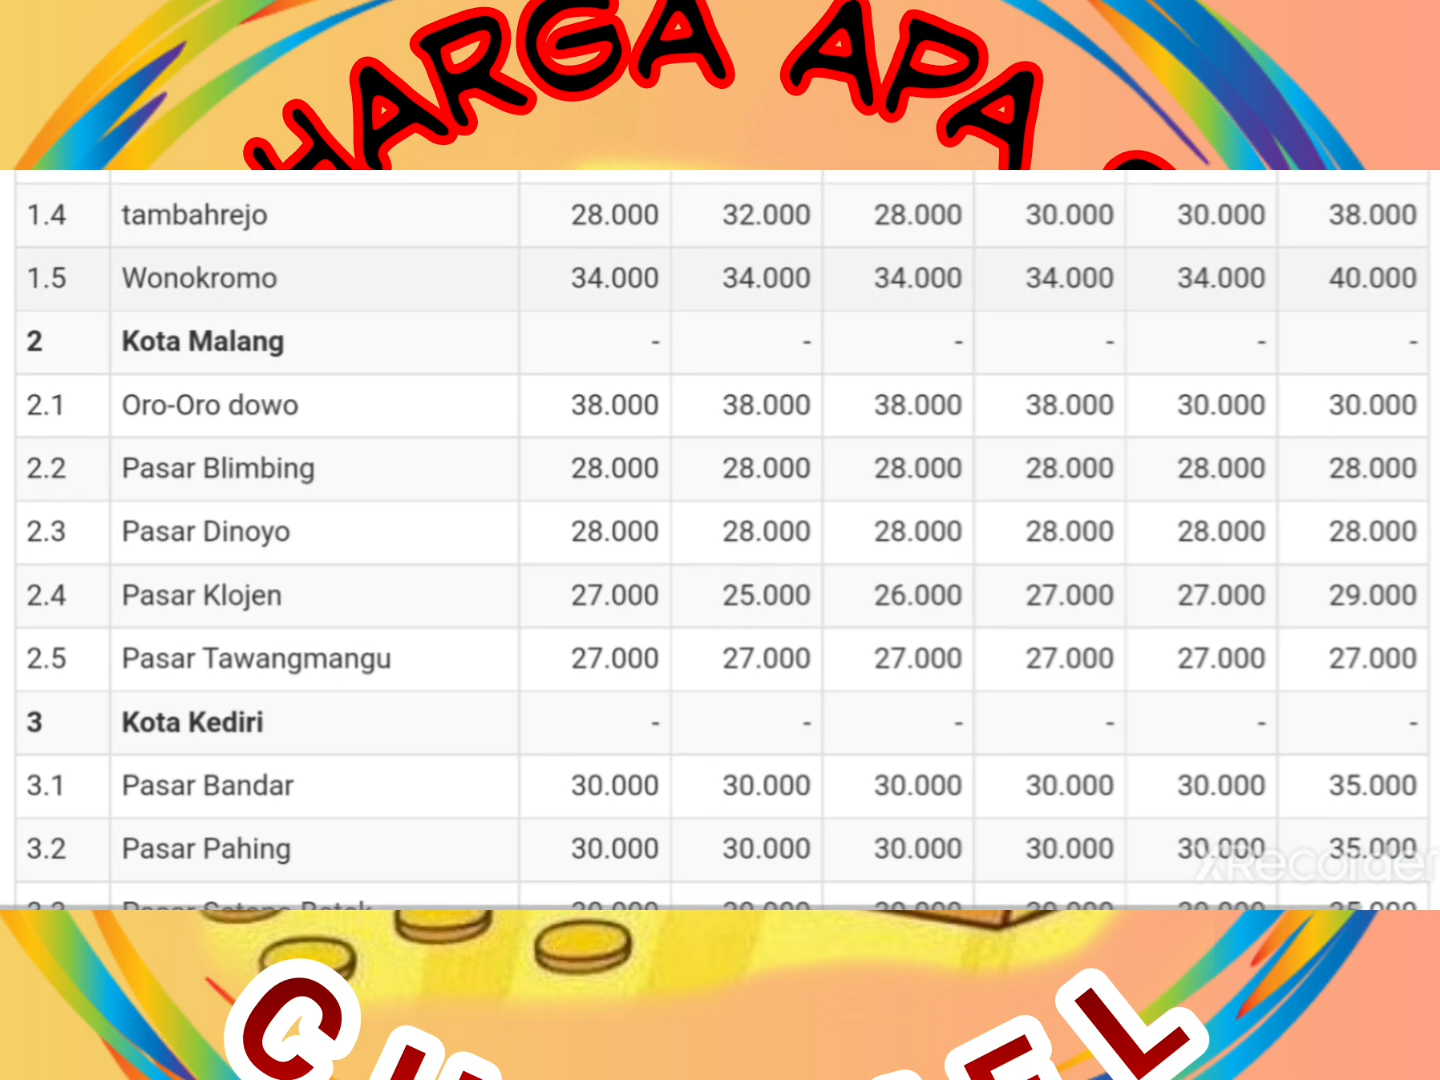 HARGA APA
1.4 tambahrejo 28.000 32.000 28.000 30.000 30.000 38.000
1.5 Wonokromo 34.000 34.000 34.000 34.000 34.000 40.000
2 Kota Malang - - - - - -
2.1 Oro-Oro dowo 38.000 38.000 38.000 38.000 30.000 30.000
2.2 Pasar Blimbing 28.000 28.000 28.000 28.000 28.000 28.000
2.3 Pasar Dinoyo 28.000 28.000 28.000 28.000 28.000 28.000
2.4 Pasar Klojen 27.000 25.000 26.000 27.000 27.000 29.000
2.5 Pasar Tawangmangu 27.000 27.000 27.000 27.000 27.000 27.000
3 Kota Kediri - - - - - -
3.1 Pasar Bandar 30.000 30.000 30.000 30.000 30.000 35.000
3.2 Pasar Pahing 30.000 30.000 30.000 30.000 30.000 35.000
XRecorder